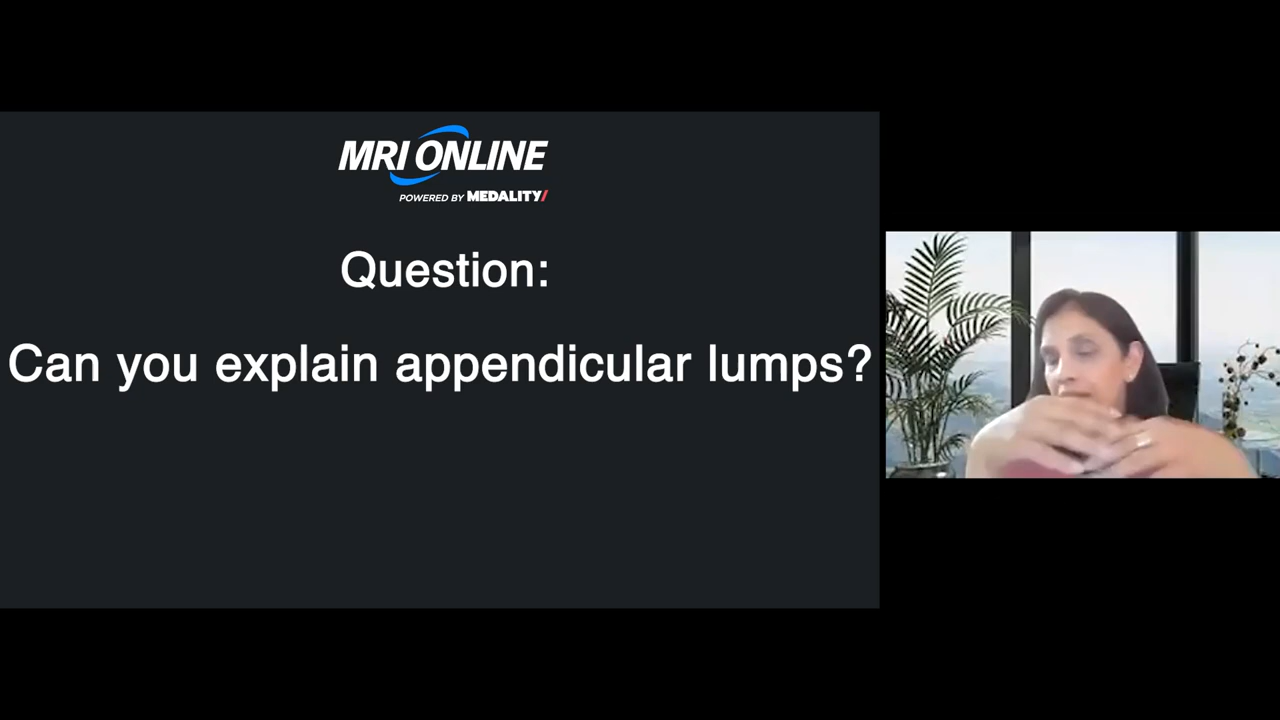 MRI ONLINE
POWERED BY MEDALITY/
Question:
Can you explain appendicular lumps?